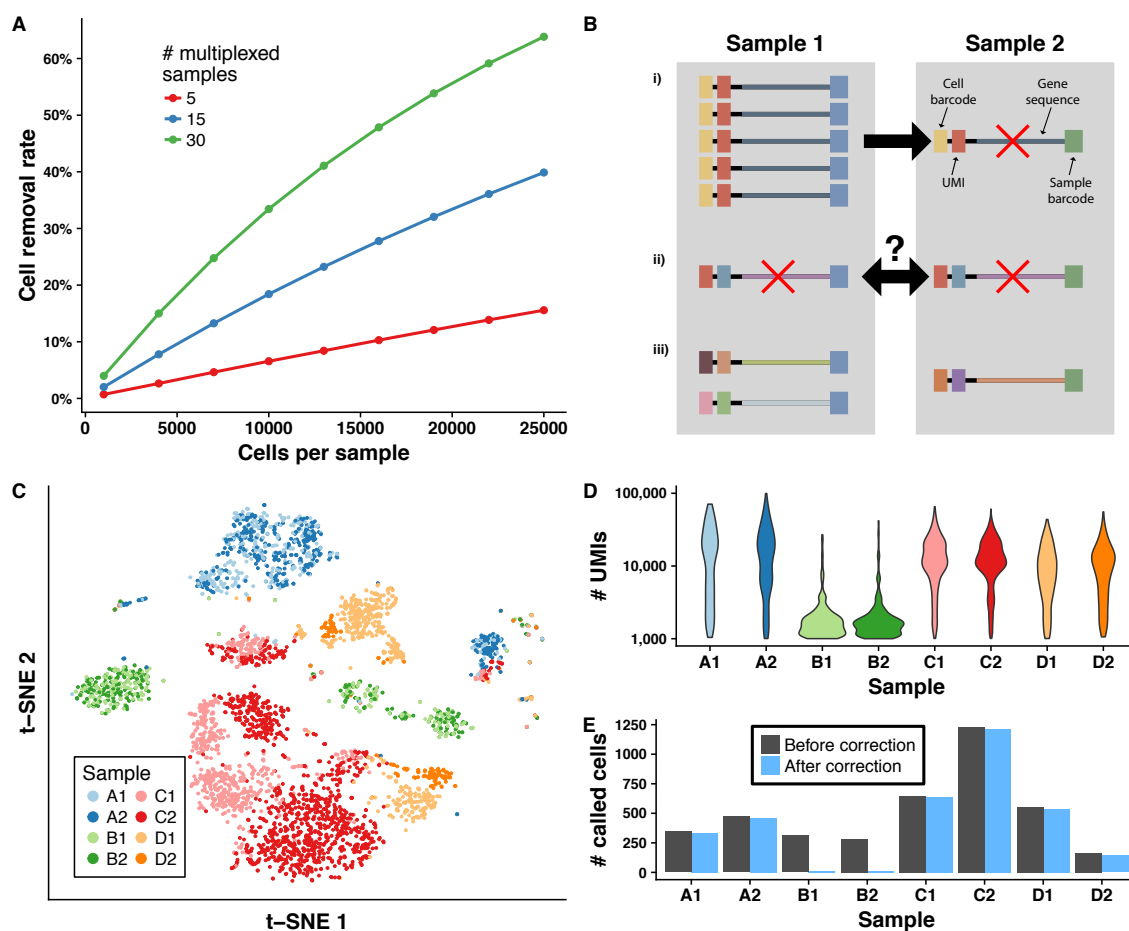 A
# multiplexed
samples
5
15
30
60%
50%
40%
30%
20%
10%
0%
Cell removal rate
0 5000 10000 15000 20000 25000
Cells per sample
B
Sample 1 Sample 2
i)
Cell
barcode
Gene
sequence
UMI
Sample
barcode
ii)
?
iii)
C
t–SNE 2
Sample
A1 C1
A2 C2
B1 D1
B2 D2
t–SNE 1
D
100,000
10,000
1,000
# UMIs
A1 A2 B1 B2 C1 C2 D1 D2
Sample
E
1250
1000
750
500
250
0
# called cells
Before correction
After correction
A1 A2 B1 B2 C1 C2 D1 D2
Sample